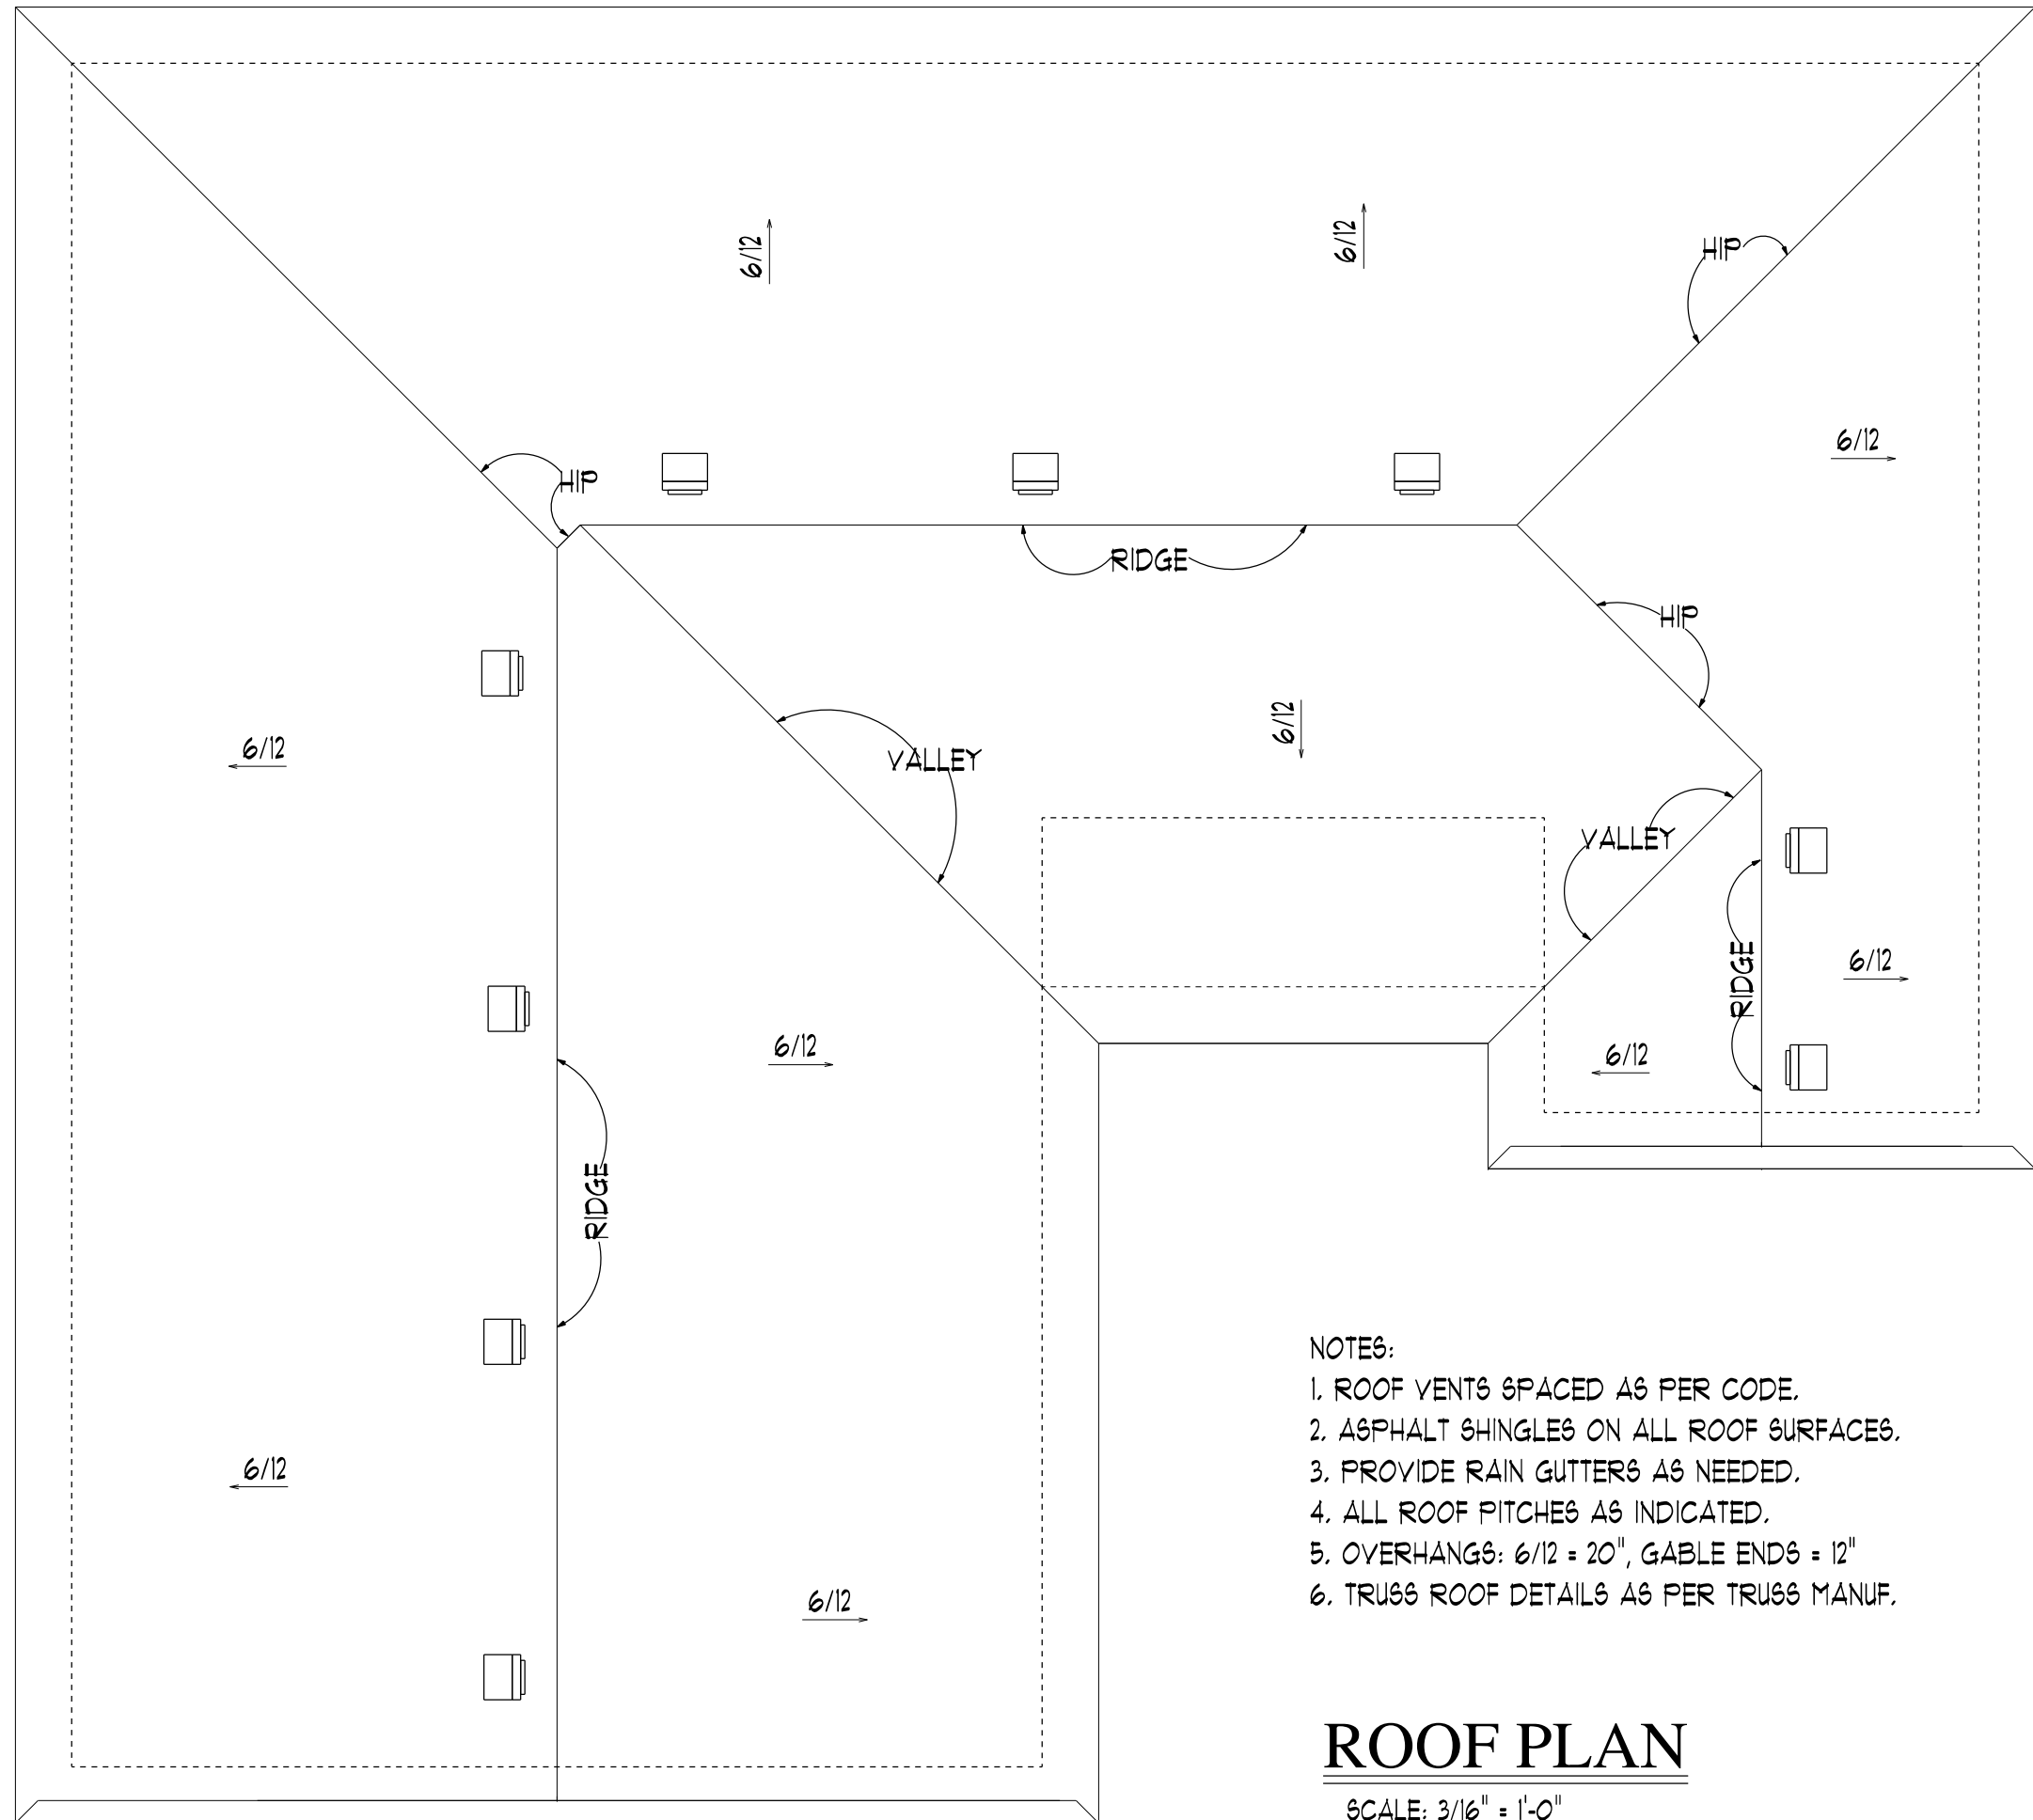 6/12
6/12
HIP
6/12
HIP
RIDGE
HIP
6/12
6/12
VALLEY
VALLEY
RIDGE
6/12
6/12
6/12
RIDGE
NOTES:
1. ROOF VENTS SPACED AS PER CODE.
2. ASPHALT SHINGLES ON ALL ROOF SURFACES.
3. PROVIDE RAIN GUTTERS AS NEEDED.
4. ALL ROOF PITCHES AS INDICATED.
5. OVERHANGS: 6/12 = 20", GABLE ENDS = 12"
6. TRUSS ROOF DETAILS AS PER TRUSS MANUF.
6/12
6/12
ROOF PLAN
SCALE: 3/16" = 1'-0"